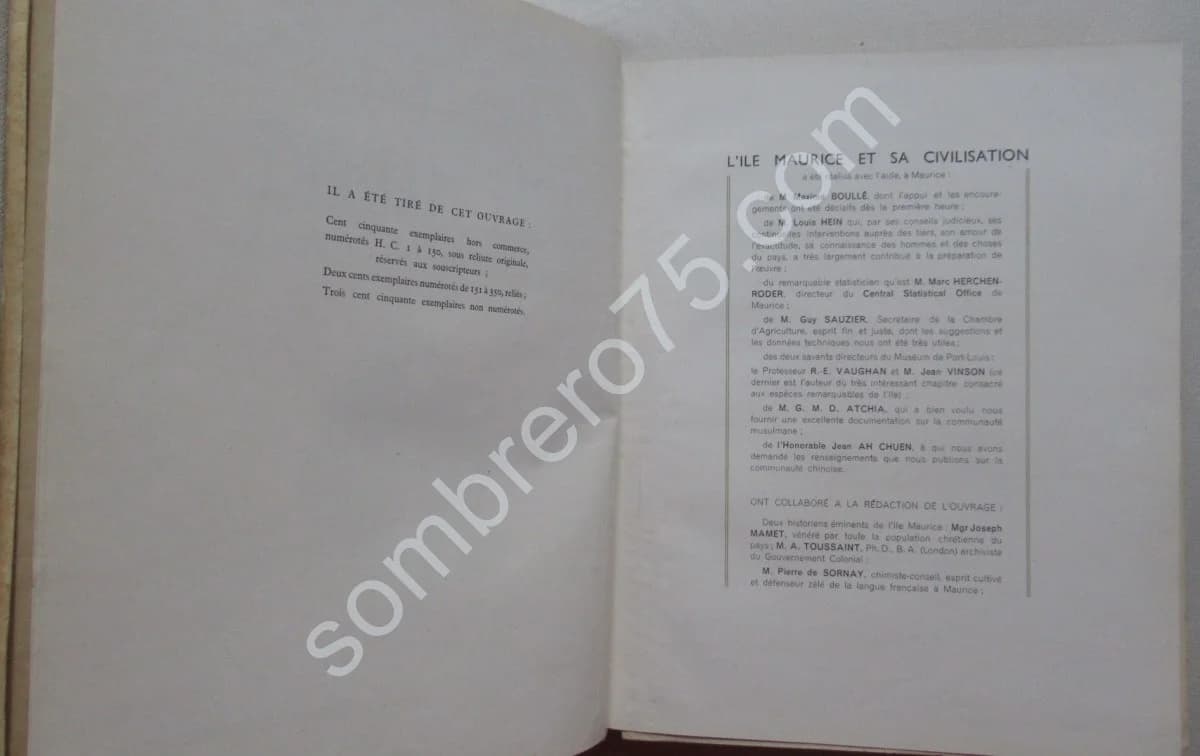 IL A ÉTÉ TIRÉ DE CET OUVRAGE :
Cent cinquante exemplaires hors commerce,
numérotés H. C. 1 à 150, sous reliure originale,
réservés aux souscripteurs ;
Deux cents exemplaires numérotés de 151 à 350, reliés ;
Trois cent cinquante exemplaires non numérotés.
L'ILE MAURICE ET SA CIVILISATION
a été réalisé avec l'aide, à Maurice :
de M. Maxime BOULLÉ, dont l'appui et les encoura-
gements ont été décisifs dès la première heure ;
de M. Louis HEIN qui, par ses conseils judicieux, ses
continuelles interventions auprès des tiers, son amour de
l'exactitude, sa connaissance des hommes et des choses
du pays, a très largement contribué à la préparation de
l'œuvre ;
du remarquable statisticien qu'est M. Marc HERCHEN-
RODER, directeur du Central Statistical Office de
Maurice ;
de M. Guy SAUZIER, Secrétaire de la Chambre
d'Agriculture, esprit fin et juste, dont les suggestions et
les données techniques nous ont été très utiles ;
des deux savants directeurs du Muséum de Port-Louis :
le Professeur R.-E. VAUGHAN et M. Jean VINSON (ce
dernier est l'auteur du très intéressant chapitre consacré
aux espèces remarquables de l'Ile) ;
de M. G. M. D. ATCHIA, qui a bien voulu nous
fournir une excellente documentation sur la communauté
musulmane ;
de l'Honorable Jean AH CHUEN, à qui nous avons
demandé les renseignements que nous publions sur la
communauté chinoise.
ONT COLLABORÉ A LA RÉDACTION DE L'OUVRAGE :
Deux historiens éminents de l'Ile Maurice : Mgr Joseph
MAMET, vénéré par toute la population chrétienne du
pays ; M. A. TOUSSAINT, Ph. D., B. A. (London) archiviste
du Gouvernement Colonial ;
M. Pierre de SORNAY, chimiste-conseil, esprit cultivé
et défenseur zélé de la langue française à Maurice ;
sombrero75.com